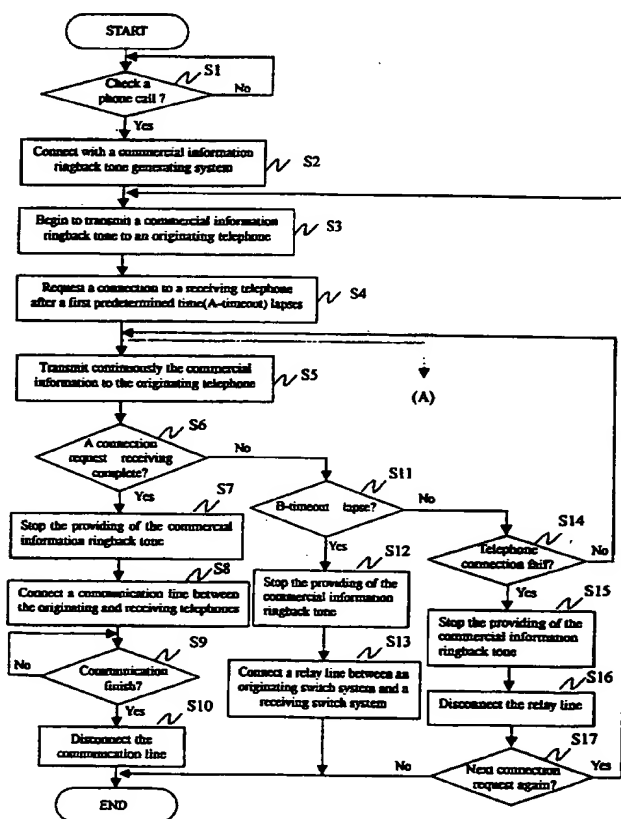 START
S1
Check a
phone call ?
No
Yes
Connect with a commercial information
ringback tone generating system
S2
Begin to transmit a commercial information
ringback tone to an originating telephone
S3
Request a connection to a receiving telephone
after a first predetermined time(A-timeout) lapses
S4
Transmit continuously the commercial
information to the originating telephone
S5
(A)
S6
A connection
request receiving
complete?
No
Yes
S7
Stop the providing of the commercial
information ringback tone
S8
Connect a communication line between
the originating and receiving telephones
S9
No
Communication
finish?
Yes
S10
Disconnect the
communication line
END
S11
B-timeout lapse?
No
Yes
S12
Stop the providing of the
commercial information
ringback tone
S13
Connect a relay line between an
originating switch system and a
receiving switch system
S14
Telephone
connection fail?
No
Yes
S15
Stop the providing of the
commercial information
ringback tone
S16
Disconnect the relay line
S17
No
Next connection
request again?
Yes